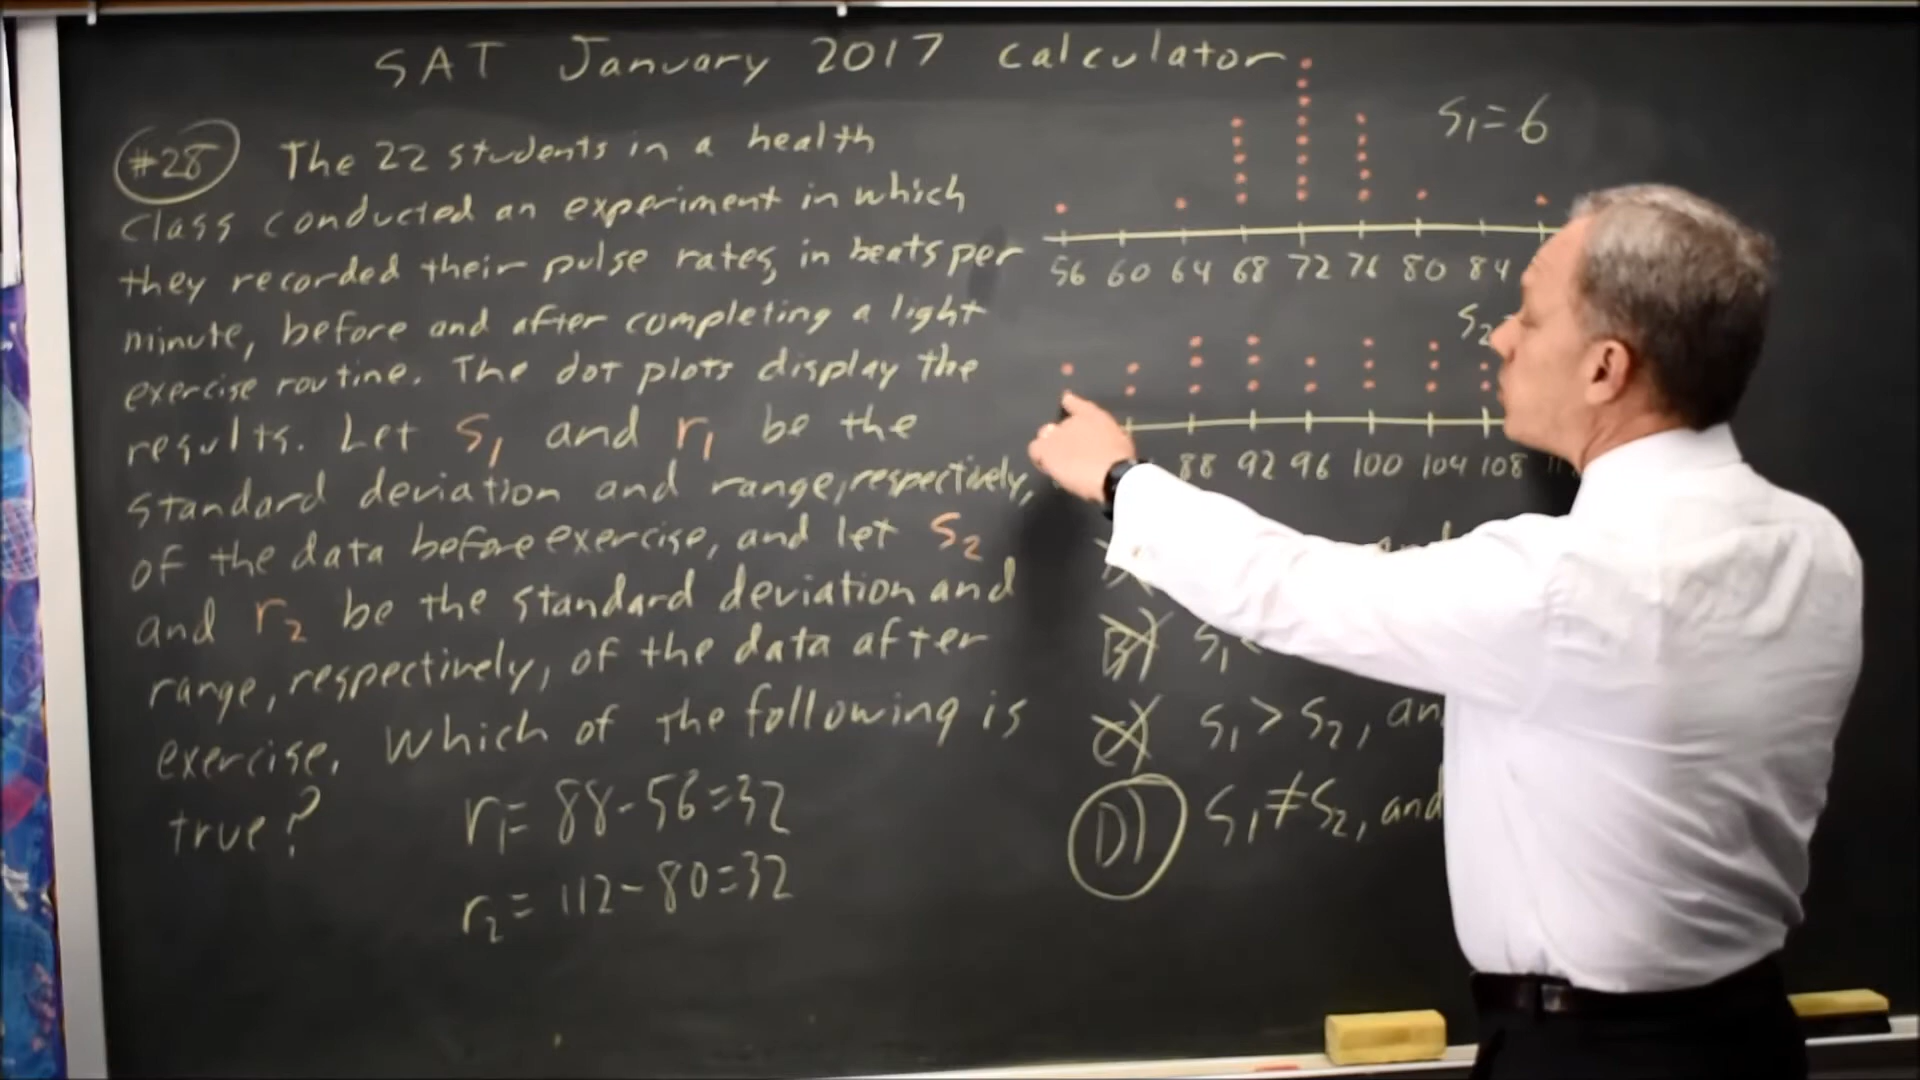 SAT January 2017 calculator
#28 The 22 students in a health
class conducted an experiment in which
they recorded their pulse rates, in beats per
minute, before and after completing a light
exercise routine. The dot plots display the
results. Let s₁ and r₁ be the
standard deviation and range, respectively,
of the data before exercise, and let s₂
and r₂ be the standard deviation and
range, respectively, of the data after
exercise. Which of the following is
true?
r₁ = 88-56=32
r₂ = 112-80=32
s₁=6
56 60 64 68 72 76 80 84
s₂
88 92 96 100 104 108
and
B) s₁<
C) s₁ > s₂, an
D) s₁ ≠ s₂, and